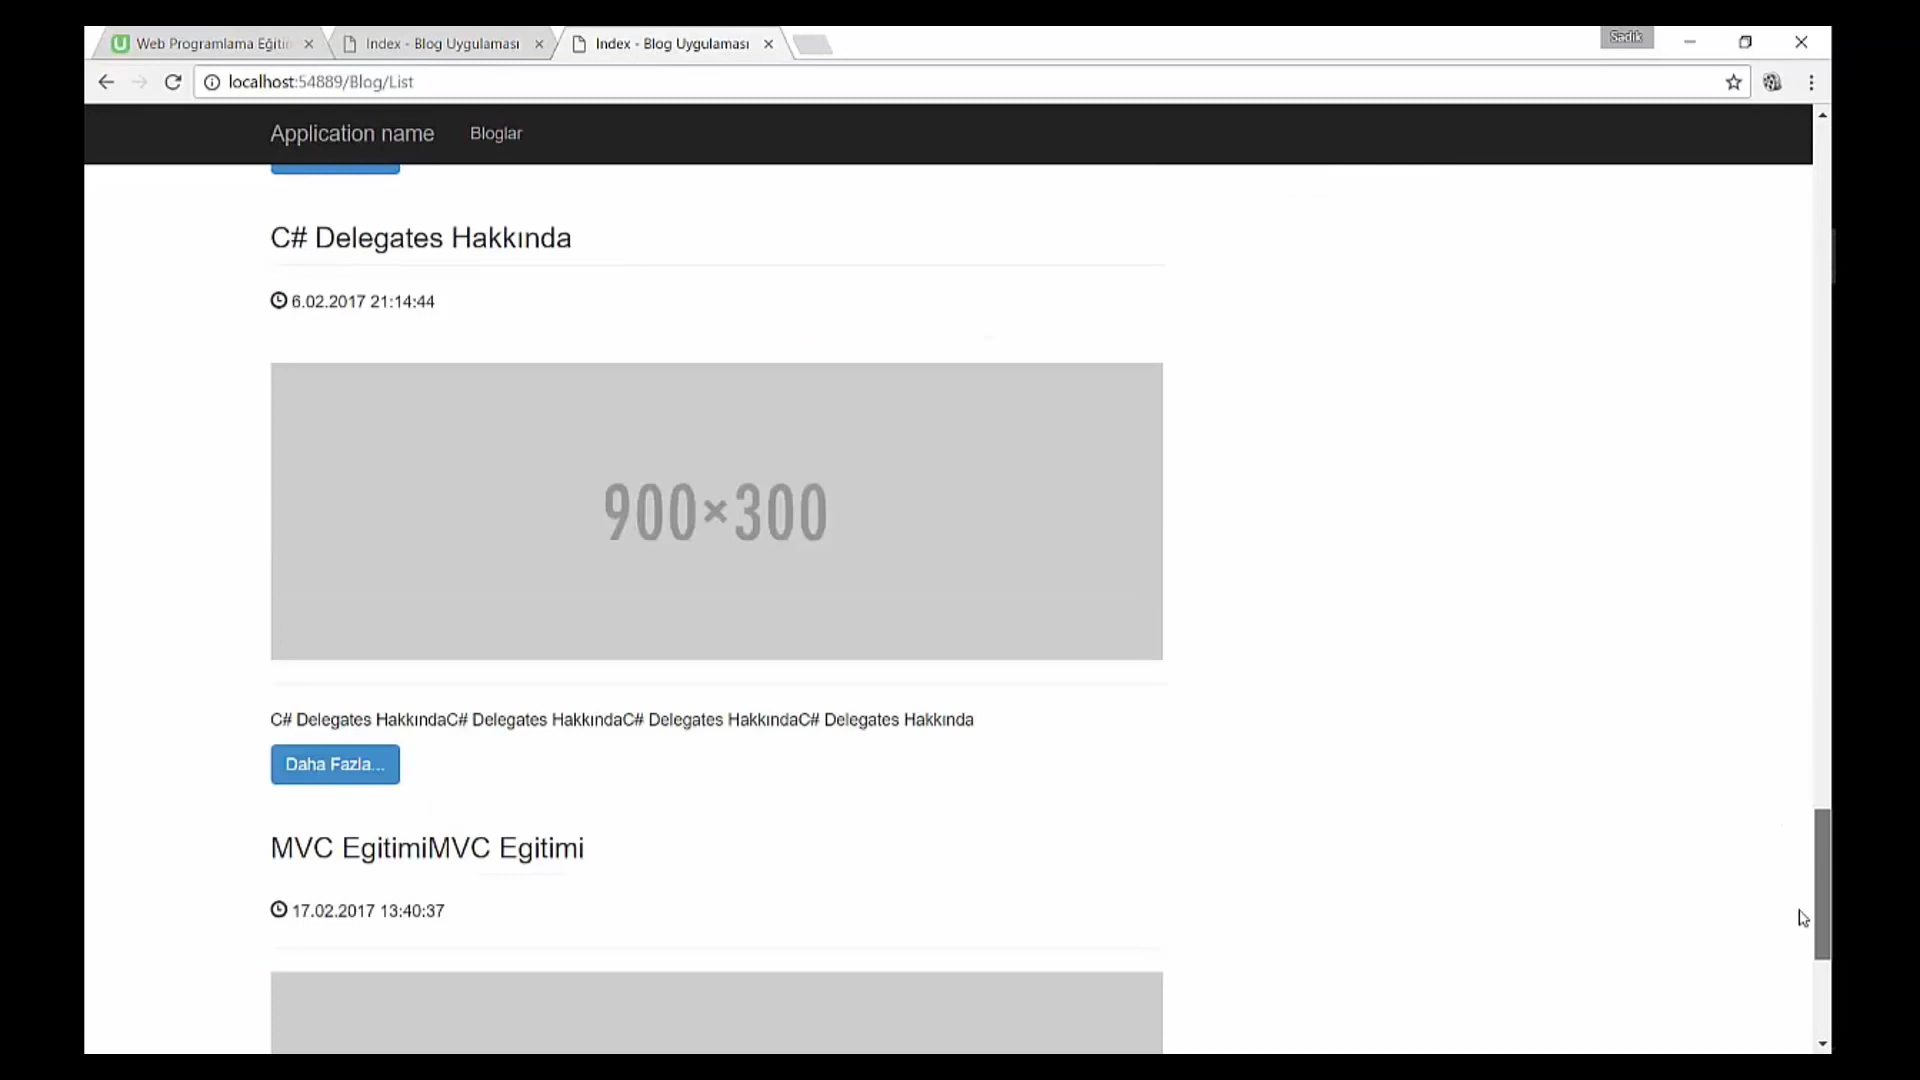 Web Programlama Eğiti
Index - Blog Uygulaması
Index - Blog Uygulaması
Sadık
localhost:54889/Blog/List
Application name
Bloglar
C# Delegates Hakkında
6.02.2017 21:14:44
900×300
C# Delegates HakkındaC# Delegates HakkındaC# Delegates HakkındaC# Delegates Hakkında
Daha Fazla...
MVC EgitimiMVC Egitimi
17.02.2017 13:40:37